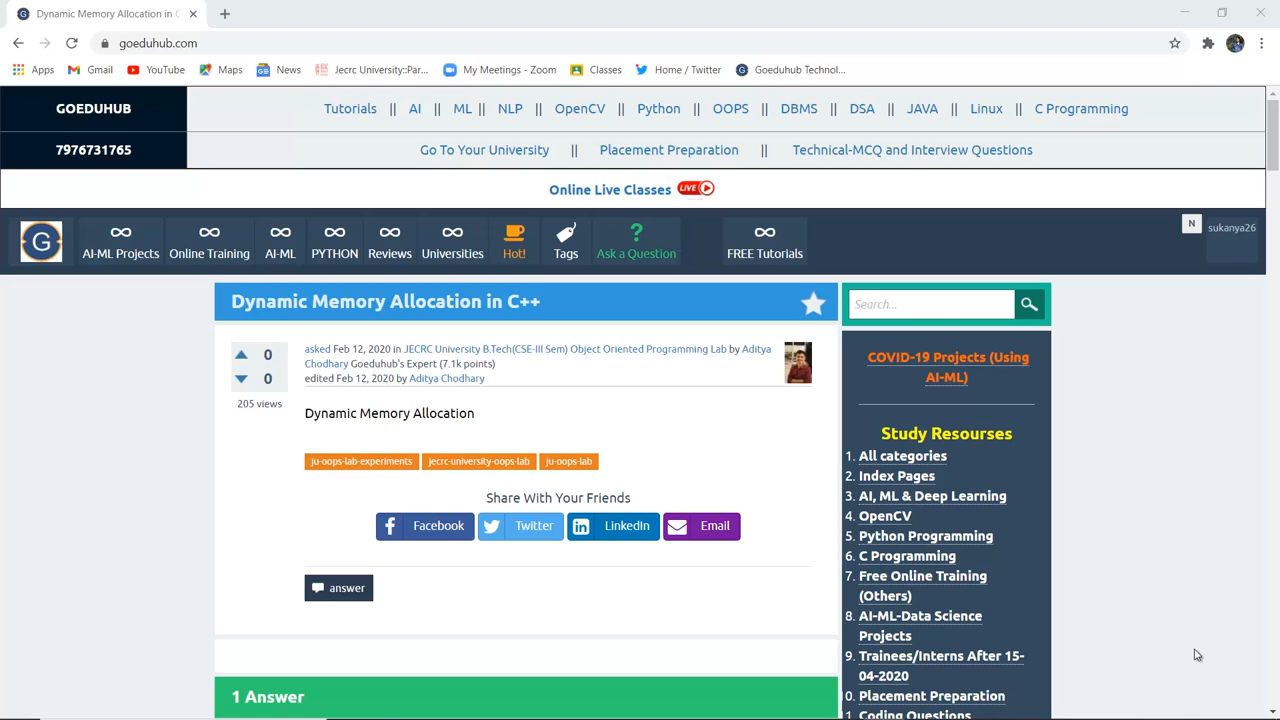 Dynamic Memory Allocation in C
goeduhub.com
Apps Gmail YouTube Maps News Jecrc University::Par... My Meetings - Zoom Classes Home / Twitter Goeduhub Technol...
GOEDUHUB
Tutorials || AI || ML || NLP || OpenCV || Python || OOPS || DBMS || DSA || JAVA || Linux || C Programming
7976731765
Go To Your University || Placement Preparation || Technical-MCQ and Interview Questions
Online Live Classes LIVE
G
AI-ML Projects Online Training AI-ML PYTHON Reviews Universities Hot! Tags ? Ask a Question FREE Tutorials
N
sukanya26
Dynamic Memory Allocation in C++
Search...
0
0
205 views
asked Feb 12, 2020 in JECRC University B.Tech(CSE-III Sem) Object Oriented Programming Lab by Aditya
Chodhary Goeduhub's Expert (7.1k points)
edited Feb 12, 2020 by Aditya Chodhary
Dynamic Memory Allocation
ju-oops-lab-experiments jecrc-university-oops-lab ju-oops-lab
Share With Your Friends
Facebook Twitter LinkedIn Email
answer
1 Answer
COVID-19 Projects (Using
AI-ML)
Study Resourses
1. All categories
2. Index Pages
3. AI, ML & Deep Learning
4. OpenCV
5. Python Programming
6. C Programming
7. Free Online Training
(Others)
8. AI-ML-Data Science
Projects
9. Trainees/Interns After 15-
04-2020
10. Placement Preparation
11. Coding Questions